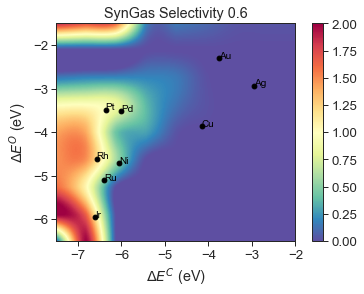 SynGas Selectivity 0.6
ΔE^O (eV)
−2
−3
−4
−5
−6
Au
Ag
Pt
Pd
Cu
Rh
Ni
Ru
Ir
−7
−6
−5
−4
−3
−2
ΔE^C (eV)
2.00
1.75
1.50
1.25
1.00
0.75
0.50
0.25
0.00